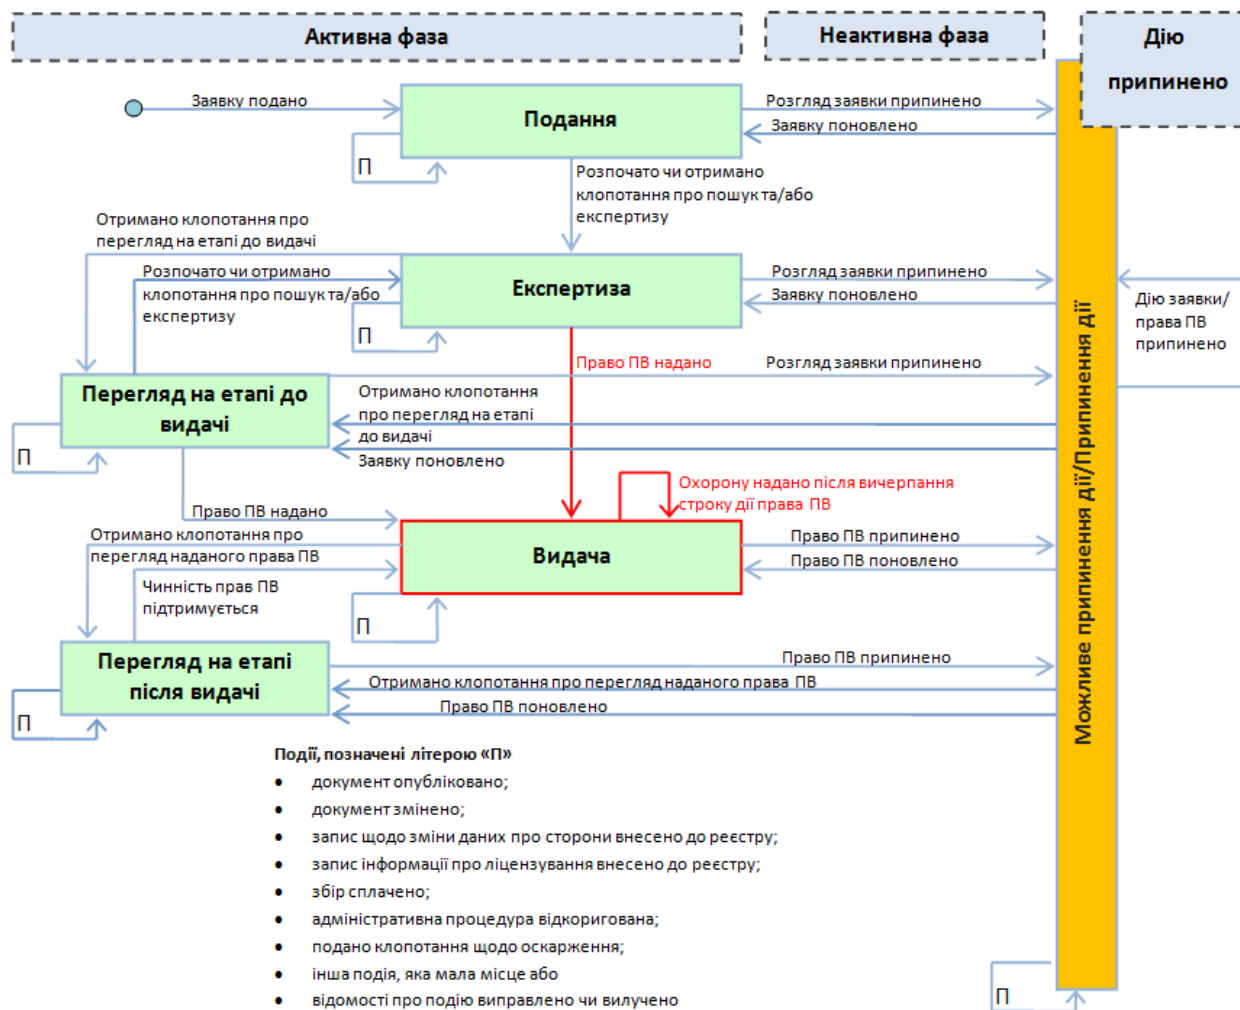 Активна фаза
Неактивна фаза
Дію
припинено
Заявку подано
Подання
Розгляд заявки припинено
Заявку поновлено
П
Розпочато чи отримано
клопотання про пошук та/або
експертизу
Отримано клопотання про
перегляд на етапі до видачі
Розпочато чи отримано
клопотання про пошук та/або
експертизу
Експертиза
Розгляд заявки припинено
Заявку поновлено
П
Дію заявки/
права ПВ
припинено
Право ПВ надано
Розгляд заявки припинено
Перегляд на етапі до
видачі
Отримано клопотання
про перегляд на етапі
до видачі
Заявку поновлено
П
Охорону надано після вичерпання
строку дії права ПВ
Право ПВ надано
Отримано клопотання про
перегляд наданого права ПВ
Видача
Право ПВ припинено
Право ПВ поновлено
Чинність прав ПВ
підтримується
П
Перегляд на етапі
після видачі
Право ПВ припинено
Отримано клопотання про перегляд наданого права ПВ
Право ПВ поновлено
П
Можливе припинення дії/Припинення дії
Події, позначені літерою «П»
• документ опубліковано;
• документ змінено;
• запис щодо зміни даних про сторони внесено до реєстру;
• запис інформації про ліцензування внесено до реєстру;
• збір сплачено;
• адміністративна процедура відкоригована;
• подано клопотання щодо оскарження;
• інша подія, яка мала місце або
• відомості про подію виправлено чи вилучено
П